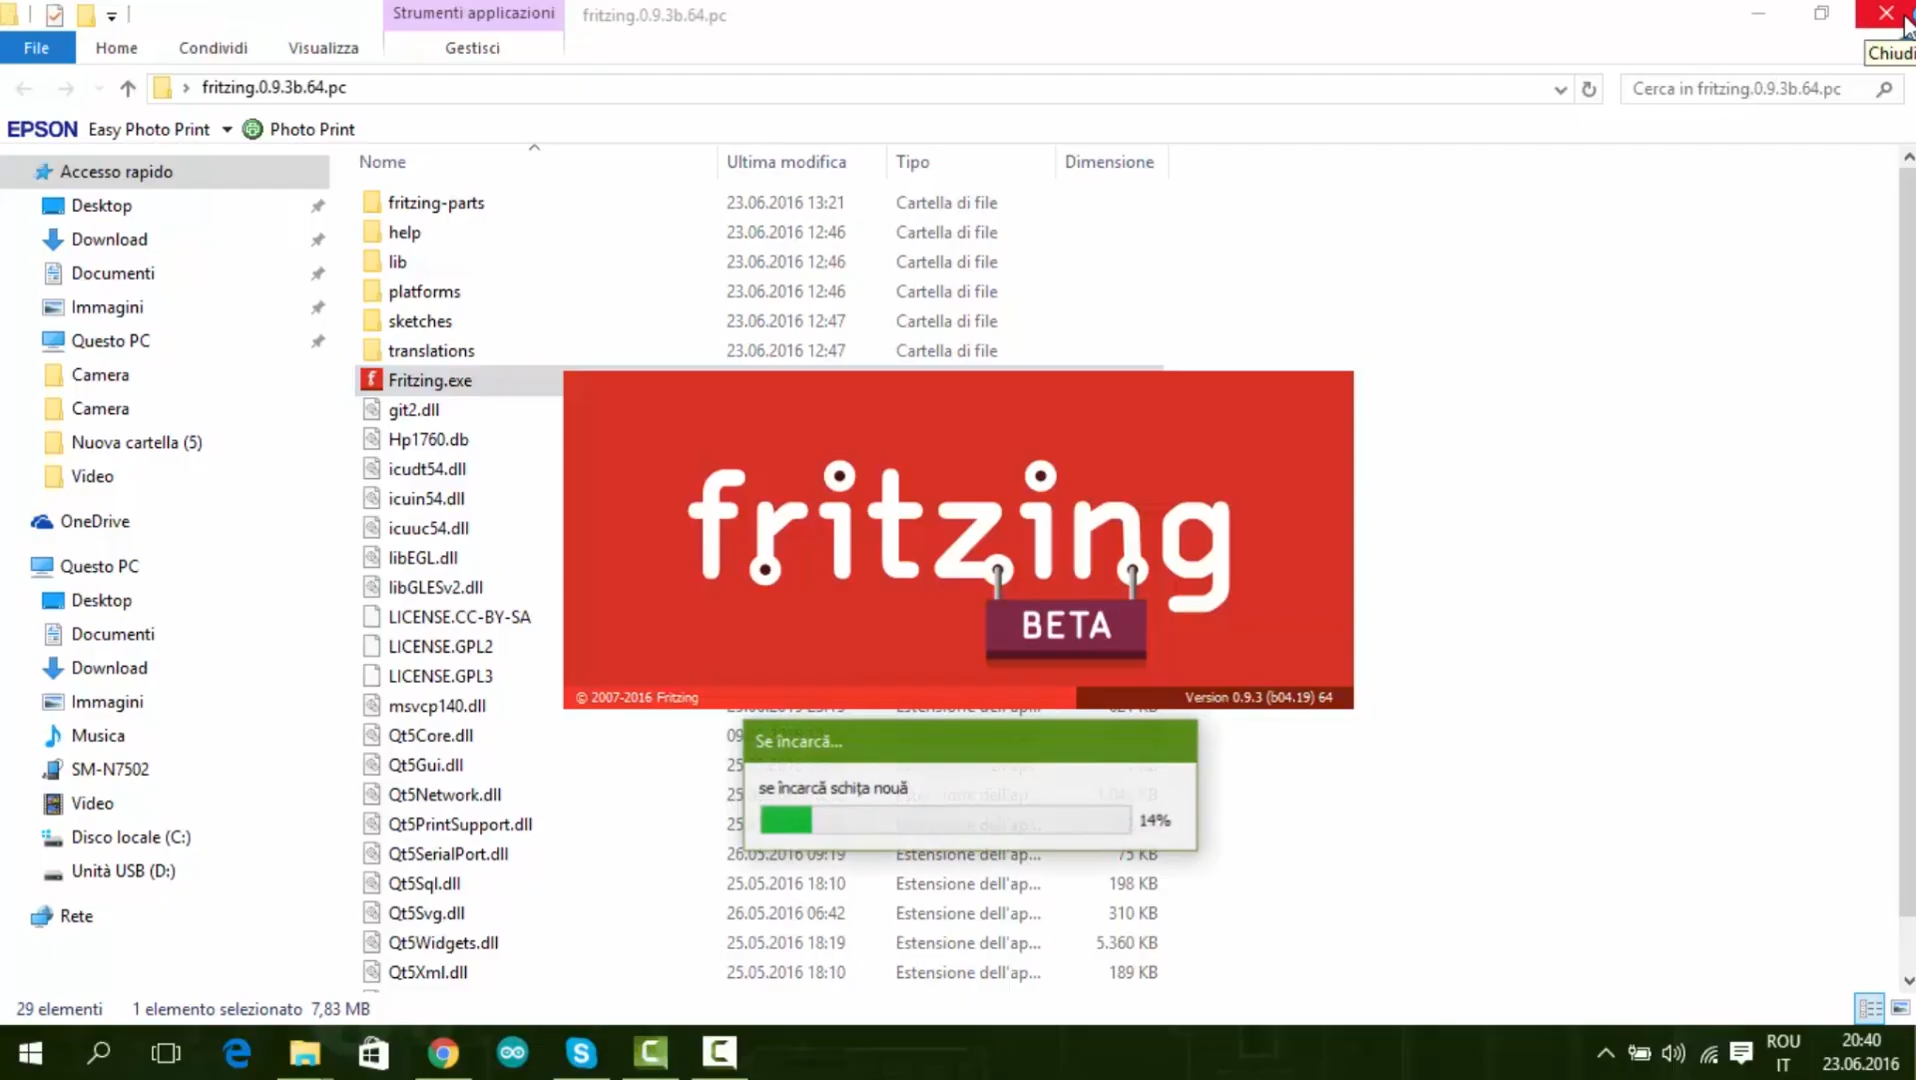 Strumenti applicazioni
fritzing.0.9.3b.64.pc
File
Home
Condividi
Visualizza
Gestisci
Chiudi
fritzing.0.9.3b.64.pc
Cerca in fritzing.0.9.3b.64.pc
EPSON Easy Photo Print
Photo Print
Nome
Ultima modifica
Tipo
Dimensione
Accesso rapido
Desktop
Download
Documenti
Immagini
Questo PC
Camera
Camera
Nuova cartella (5)
Video
OneDrive
Questo PC
Desktop
Documenti
Download
Immagini
Musica
SM-N7502
Video
Disco locale (C:)
Unità USB (D:)
Rete
fritzing-parts 23.06.2016 13:21 Cartella di file
help 23.06.2016 12:46 Cartella di file
lib 23.06.2016 12:46 Cartella di file
platforms 23.06.2016 12:46 Cartella di file
sketches 23.06.2016 12:47 Cartella di file
translations 23.06.2016 12:47 Cartella di file
Fritzing.exe
git2.dll
Hp1760.db
icudt54.dll
icuin54.dll
icuuc54.dll
libEGL.dll
libGLESv2.dll
LICENSE.CC-BY-SA
LICENSE.GPL2
LICENSE.GPL3
msvcp140.dll
Qt5Core.dll
Qt5Gui.dll
Qt5Network.dll
Qt5PrintSupport.dll
Qt5SerialPort.dll 26.05.2016 09:19 Estensione dell'ap... 75 KB
Qt5Sql.dll 25.05.2016 18:10 Estensione dell'ap... 198 KB
Qt5Svg.dll 26.05.2016 06:42 Estensione dell'ap... 310 KB
Qt5Widgets.dll 25.05.2016 18:19 Estensione dell'ap... 5.360 KB
Qt5Xml.dll 25.05.2016 18:10 Estensione dell'ap... 189 KB
fritzing
BETA
© 2007-2016 Fritzing
Version 0.9.3 (b04.19) 64
Se încarcă...
se încarcă schița nouă
14%
29 elementi
1 elemento selezionato 7,83 MB
ROU
IT
20:40
23.06.2016